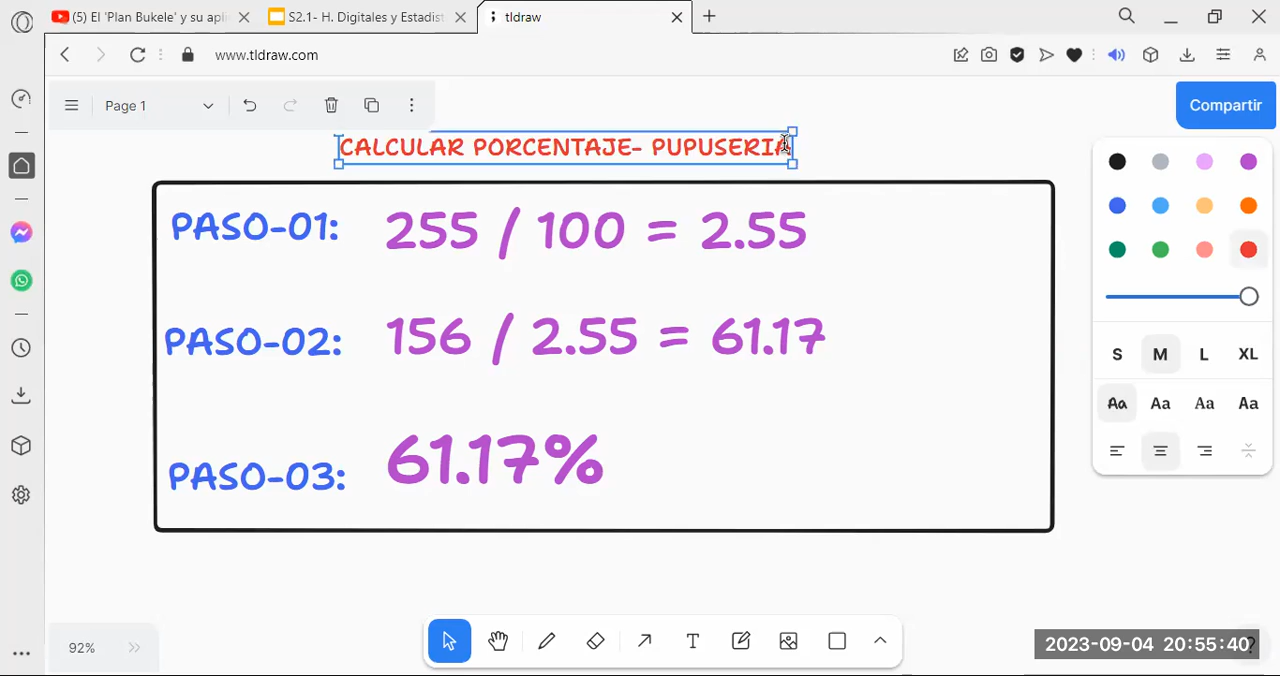 (5) El 'Plan Bukele' y su apli
S2.1- H. Digitales y Estadíst
tldraw
www.tldraw.com
Page 1
Compartir
CALCULAR PORCENTAJE- PUPUSERIA
PASO-01: 255 / 100 = 2.55
PASO-02: 156 / 2.55 = 61.17
PASO-03: 61.17%
S M L XL
Aa Aa Aa Aa
92%
2023-09-04 20:55:40